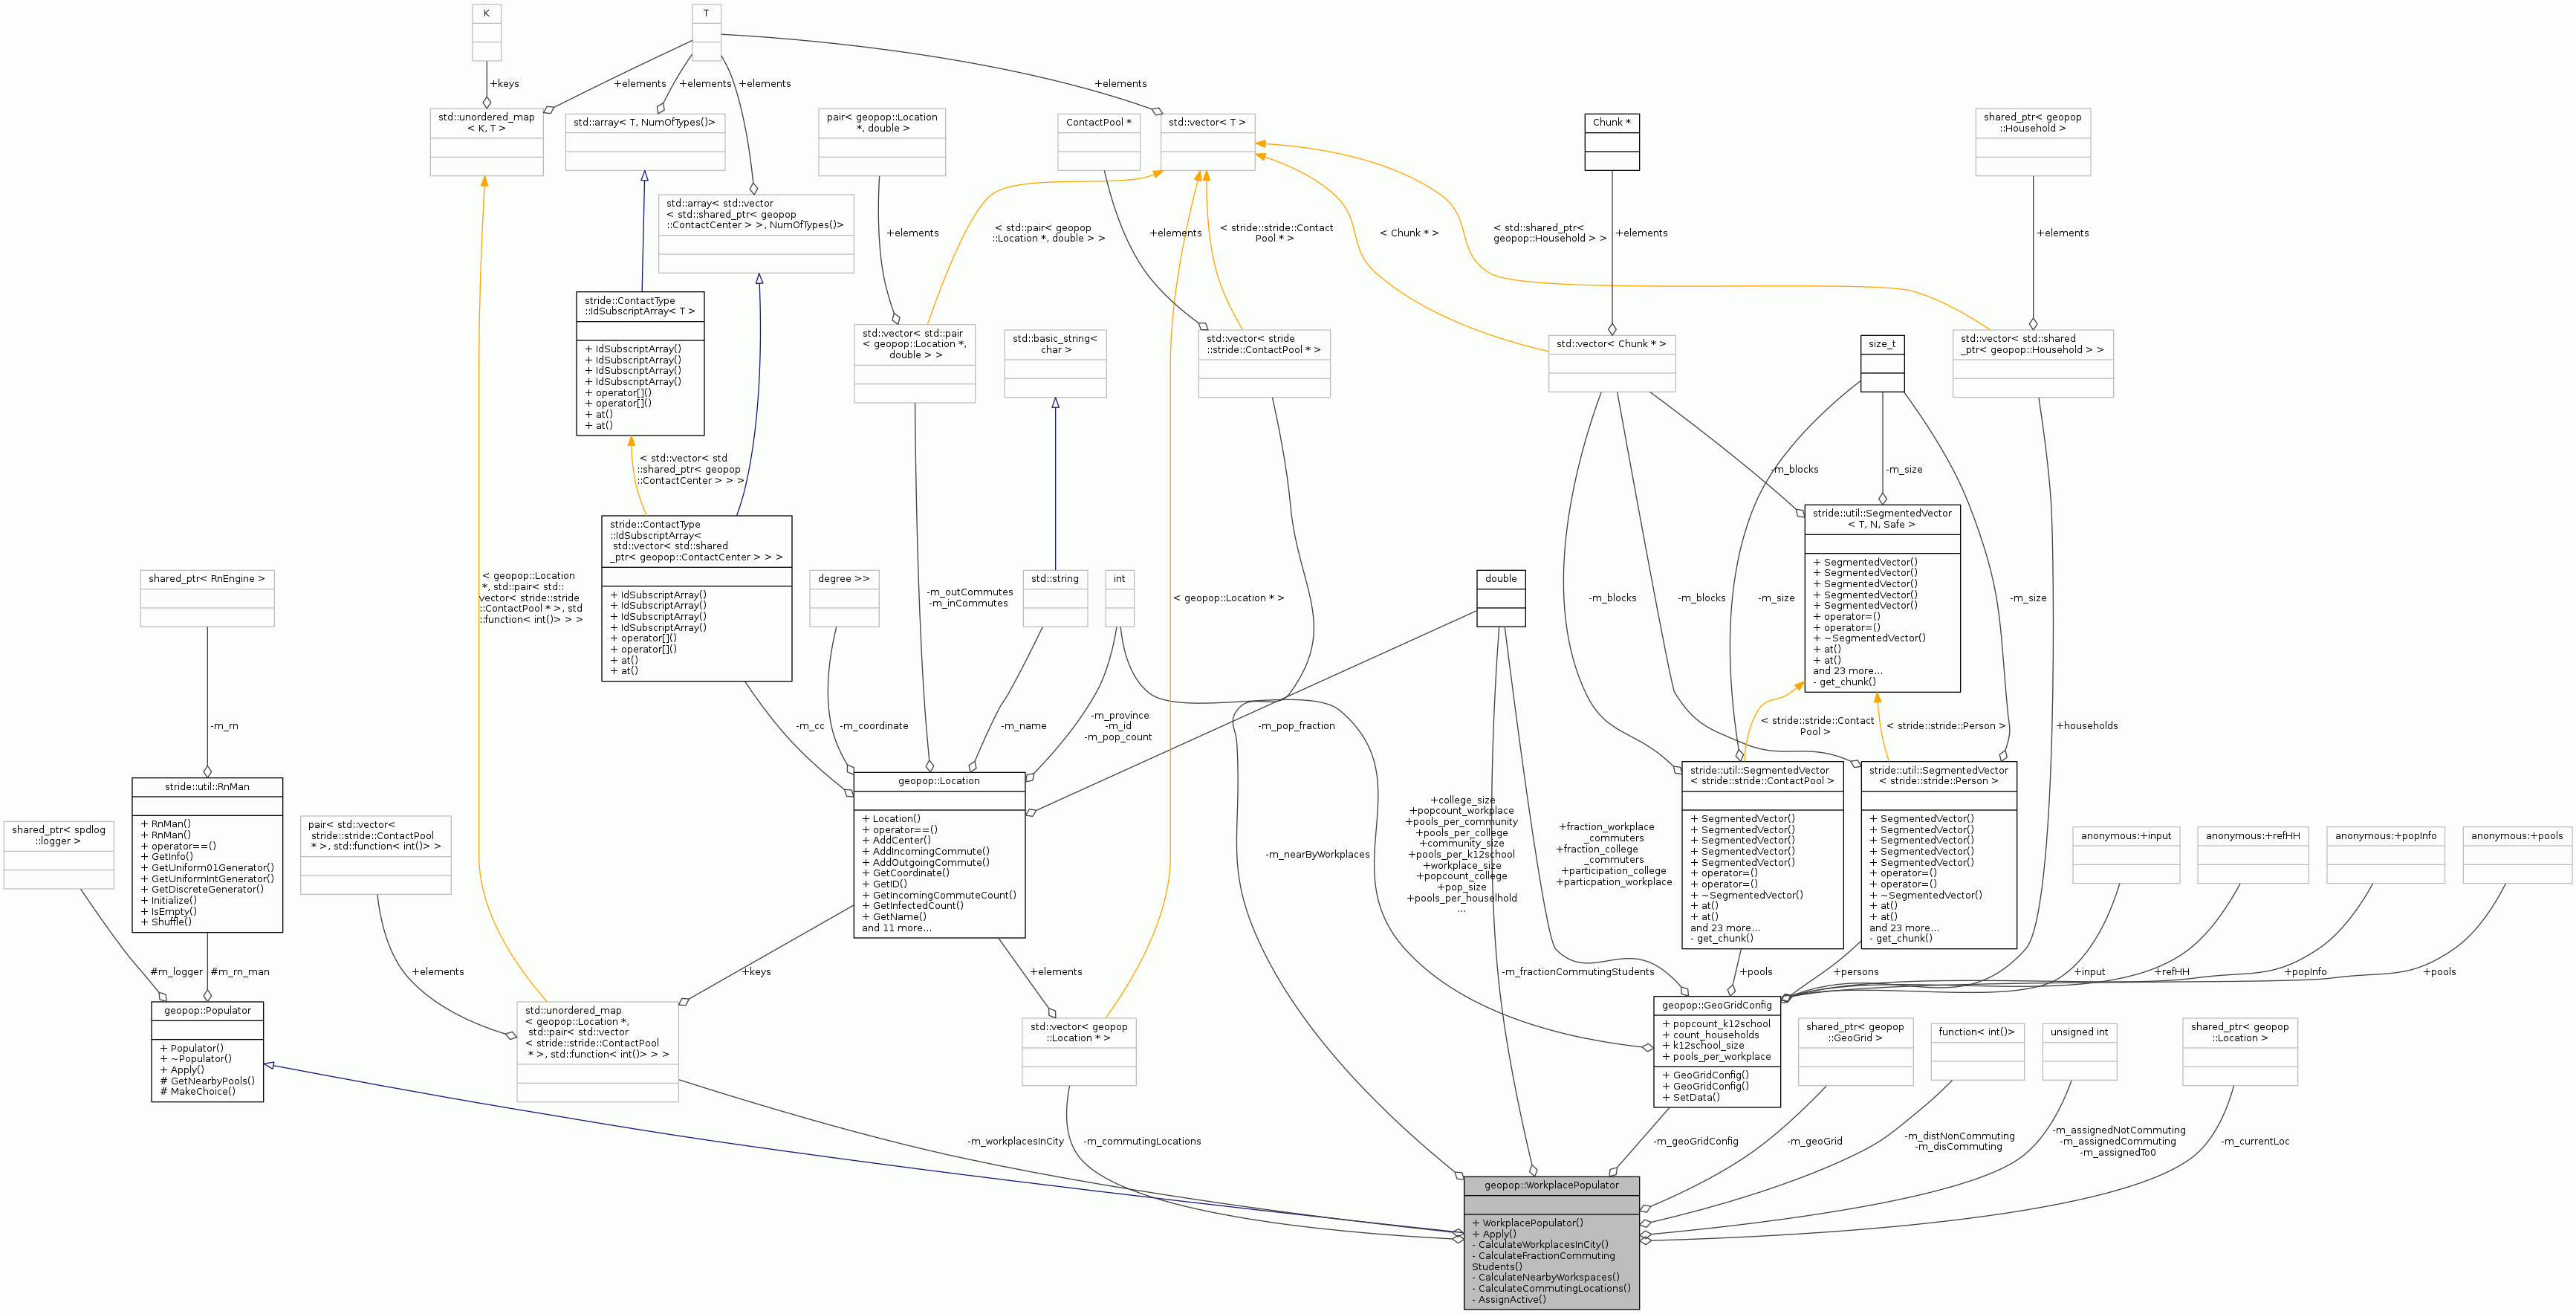 K
T
+keys
+elements
+elements
+elements
+elements
std::unordered_map
< K, T >
std::array< T, NumOfTypes()>
pair< geopop::Location
*, double >
ContactPool *
std::vector< T >
Chunk *
shared_ptr< geopop
::Household >
std::array< std::vector
< std::shared_ptr< geopop
::ContactCenter > >, NumOfTypes()>
+elements
< std::pair< geopop
::Location *, double > >
+elements
< stride::stride::Contact
Pool * >
< Chunk * >
< std::shared_ptr<
geopop::Household > >
+elements
+elements
stride::ContactType
::IdSubscriptArray< T >
+ IdSubscriptArray()
+ IdSubscriptArray()
+ IdSubscriptArray()
+ IdSubscriptArray()
+ operator[]()
+ operator[]()
+ at()
+ at()
std::vector< std::pair
< geopop::Location *,
double > >
std::basic_string<
char >
std::vector< stride
::stride::ContactPool * >
std::vector< Chunk * >
size_t
std::vector< std::shared
_ptr< geopop::Household > >
< std::vector< std
::shared_ptr< geopop
::ContactCenter > > >
-m_blocks
-m_size
stride::ContactType
::IdSubscriptArray<
std::vector< std::shared
_ptr< geopop::ContactCenter > > >
+ IdSubscriptArray()
+ IdSubscriptArray()
+ IdSubscriptArray()
+ IdSubscriptArray()
+ operator[]()
+ operator[]()
+ at()
+ at()
stride::util::SegmentedVector
< T, N, Safe >
+ SegmentedVector()
+ SegmentedVector()
+ SegmentedVector()
+ SegmentedVector()
+ SegmentedVector()
+ operator=()
+ operator=()
+ ~SegmentedVector()
+ at()
+ at()
and 23 more...
- get_chunk()
shared_ptr< RnEngine >
< geopop::Location
*, std::pair< std::
vector< stride::stride
::ContactPool * >, std
::function< int()> > >
degree >>
-m_outCommutes
-m_inCommutes
std::string
int
< geopop::Location * >
double
-m_blocks
-m_blocks
-m_size
-m_size
-m_rn
-m_cc
-m_coordinate
-m_name
-m_province
-m_id
-m_pop_count
-m_pop_fraction
< stride::stride::Contact
Pool >
< stride::stride::Person >
+households
stride::util::RnMan
+ RnMan()
+ RnMan()
+ operator==()
+ GetInfo()
+ GetUniform01Generator()
+ GetUniformIntGenerator()
+ GetDiscreteGenerator()
+ Initialize()
+ IsEmpty()
+ Shuffle()
geopop::Location
+ Location()
+ operator==()
+ AddCenter()
+ AddIncomingCommute()
+ AddOutgoingCommute()
+ GetCoordinate()
+ GetID()
+ GetIncomingCommuteCount()
+ GetInfectedCount()
+ GetName()
and 11 more...
stride::util::SegmentedVector
< stride::stride::ContactPool >
+ SegmentedVector()
+ SegmentedVector()
+ SegmentedVector()
+ SegmentedVector()
+ SegmentedVector()
+ operator=()
+ operator=()
+ ~SegmentedVector()
+ at()
+ at()
and 23 more...
- get_chunk()
stride::util::SegmentedVector
< stride::stride::Person >
+ SegmentedVector()
+ SegmentedVector()
+ SegmentedVector()
+ SegmentedVector()
+ SegmentedVector()
+ operator=()
+ operator=()
+ ~SegmentedVector()
+ at()
+ at()
and 23 more...
- get_chunk()
shared_ptr< spdlog
::logger >
pair< std::vector<
stride::stride::ContactPool
* >, std::function< int()> >
-m_nearByWorkplaces
+college_size
+popcount_workplace
+pools_per_community
+pools_per_college
+community_size
+pools_per_k12school
+workplace_size
+popcount_college
+pop_size
+pools_per_houselhold
...
+fraction_workplace
_commuters
+fraction_college
_commuters
+participation_college
+particpation_workplace
anonymous:+input
anonymous:+refHH
anonymous:+popInfo
anonymous:+pools
#m_logger
#m_rn_man
+elements
+keys
+elements
-m_fractionCommutingStudents
+pools
+persons
+input
+refHH
+popInfo
+pools
geopop::Populator
+ Populator()
+ ~Populator()
+ Apply()
# GetNearbyPools()
# MakeChoice()
std::unordered_map
< geopop::Location *,
std::pair< std::vector
< stride::stride::ContactPool
* >, std::function< int()> > >
std::vector< geopop
::Location * >
geopop::GeoGridConfig
+ popcount_k12school
+ count_households
+ k12school_size
+ pools_per_workplace
+ GeoGridConfig()
+ GeoGridConfig()
+ SetData()
shared_ptr< geopop
::GeoGrid >
function< int()>
unsigned int
shared_ptr< geopop
::Location >
-m_workplacesInCity
-m_commutingLocations
-m_geoGridConfig
-m_geoGrid
-m_distNonCommuting
-m_disCommuting
-m_assignedNotCommuting
-m_assignedCommuting
-m_assignedTo0
-m_currentLoc
geopop::WorkplacePopulator
+ WorkplacePopulator()
+ Apply()
- CalculateWorkplacesInCity()
- CalculateFractionCommuting
Students()
- CalculateNearbyWorkspaces()
- CalculateCommutingLocations()
- AssignActive()